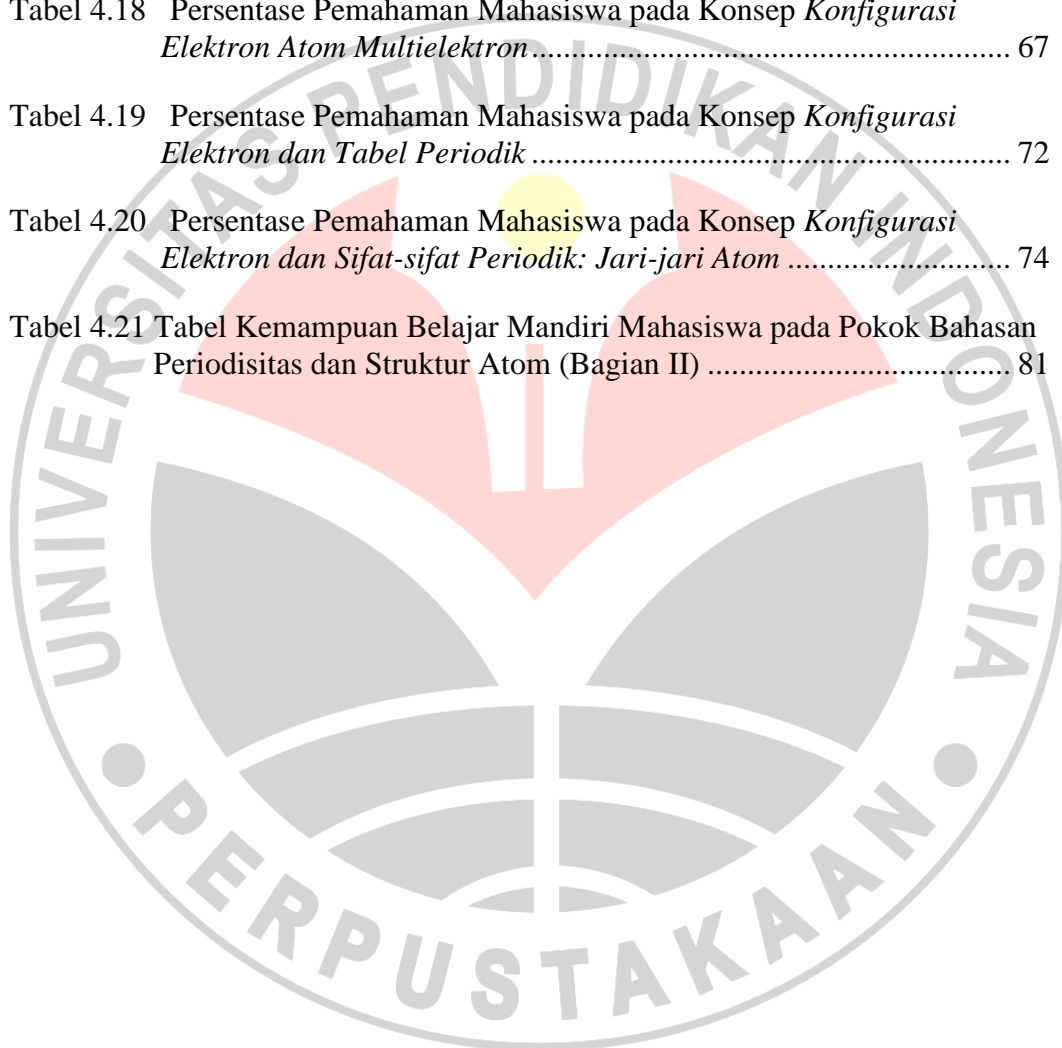 Tabel 4.18   Persentase Pemahaman Mahasiswa pada Konsep Konfigurasi
Elektron Atom Multielektron ............................................................ 67
Tabel 4.19   Persentase Pemahaman Mahasiswa pada Konsep Konfigurasi
Elektron dan Tabel Periodik ............................................................ 72
Tabel 4.20   Persentase Pemahaman Mahasiswa pada Konsep Konfigurasi
Elektron dan Sifat-sifat Periodik: Jari-jari Atom ............................ 74
Tabel 4.21 Tabel Kemampuan Belajar Mandiri Mahasiswa pada Pokok Bahasan
Periodisitas dan Struktur Atom (Bagian II) ...................................... 81
UNIVERSITAS PENDIDIKAN INDONESIA
PERPUSTAKAAN